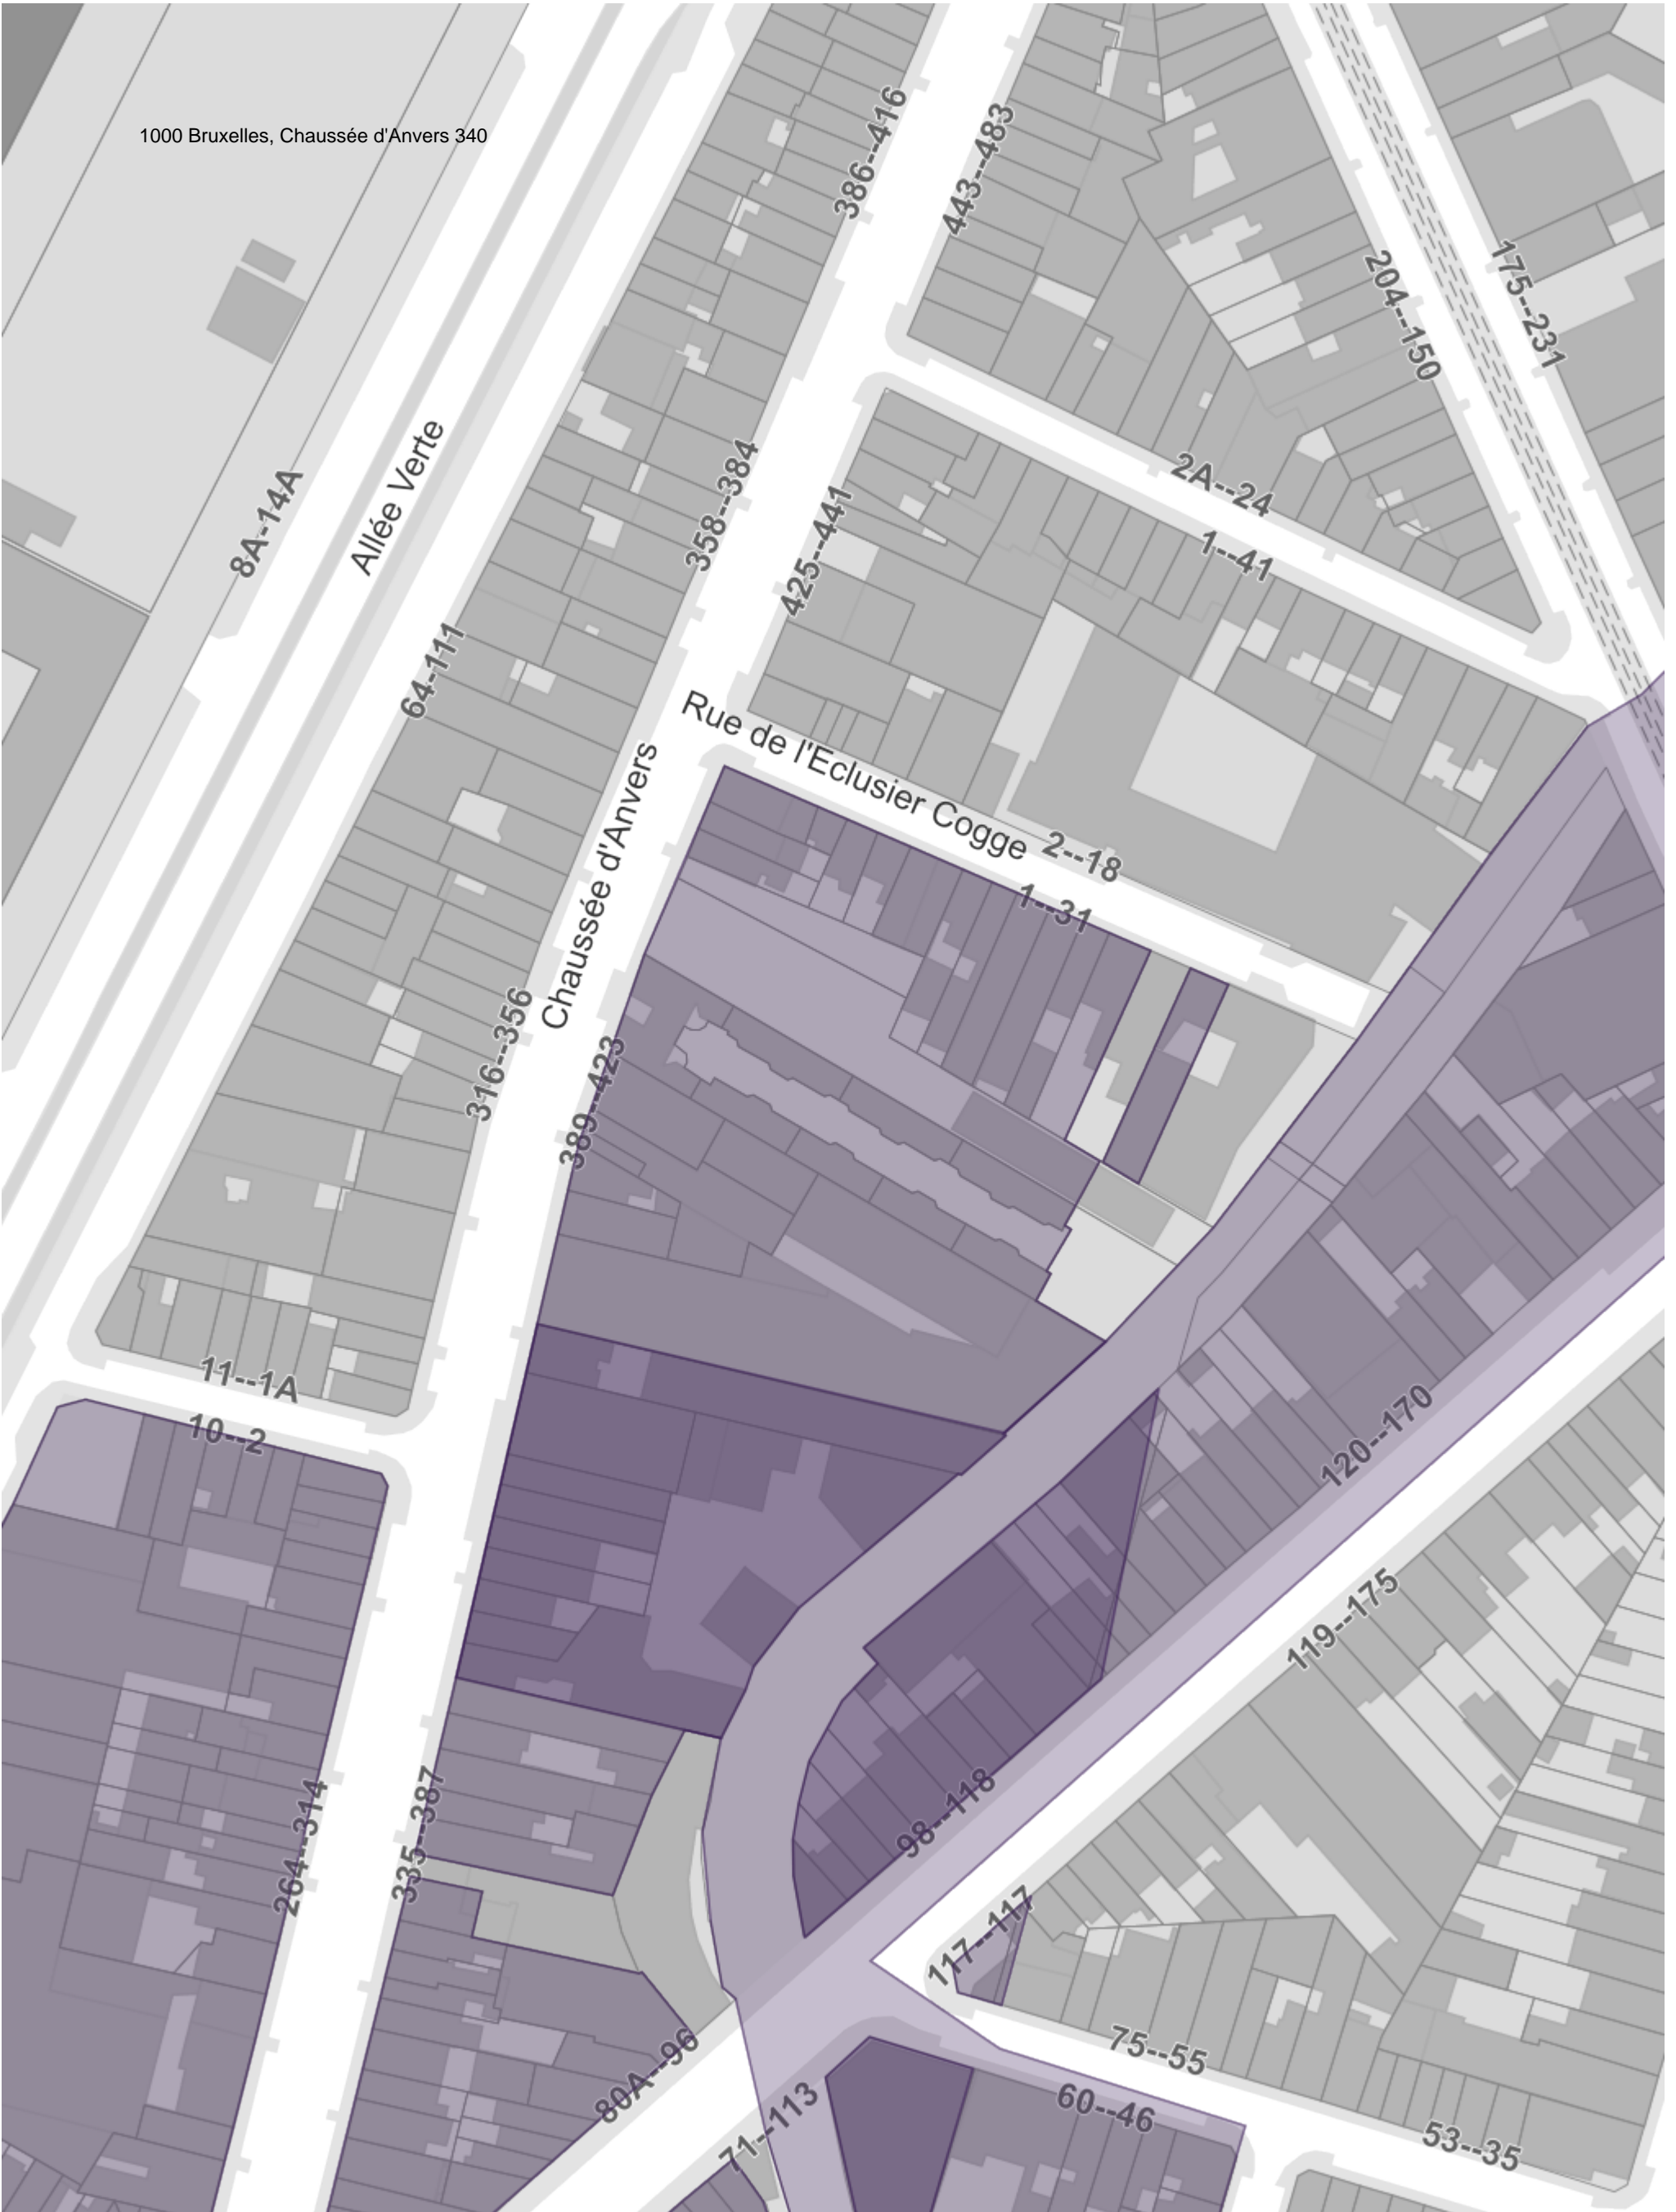 1000 Bruxelles, Chaussée d'Anvers 340
386--416
443--483
204--150
175--231
8A-14A
Allée Verte
358--384
425--441
2A--24
1--41
64-111
Rue de l'Eclusier Cogge
Chaussée d'Anvers
2--18
1--31
316--356
389--423
11--1A
10--2
120--170
119--175
264--314
335--387
98--118
117--117
80A--96
71--113
75--55
60--46
53--35